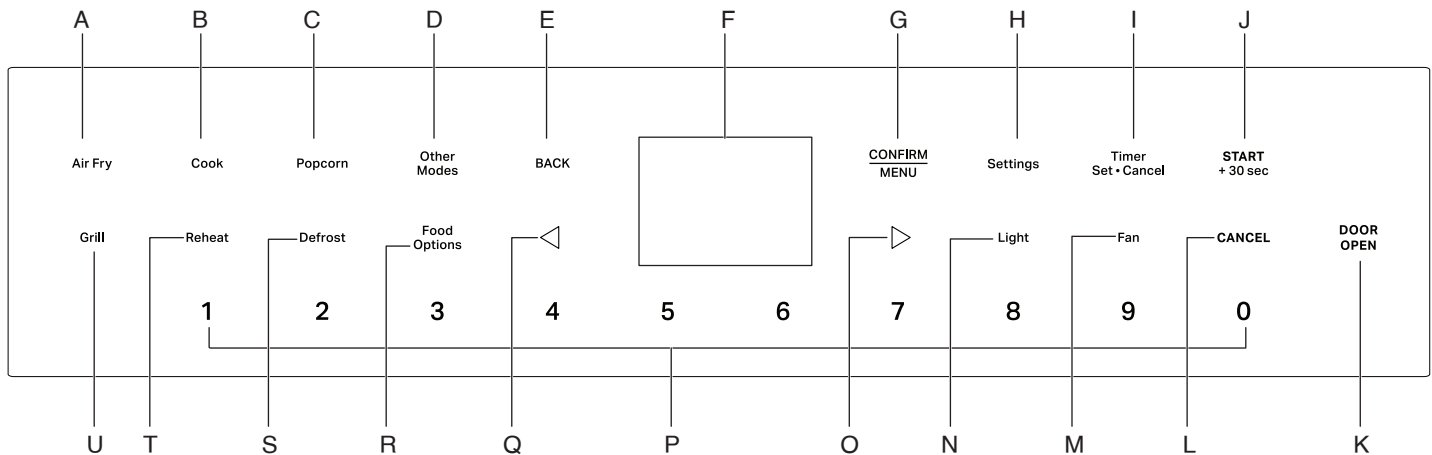 A B C D E F G H I J
Air Fry
Cook
Popcorn
Other
Modes
BACK
CONFIRM
MENU
Settings
Timer
Set • Cancel
START
+ 30 sec
Grill
Reheat
Defrost
Food
Options
Light
Fan
CANCEL
DOOR
OPEN
1 2 3 4 5 6 7 8 9 0
U T S R Q P O N M L K